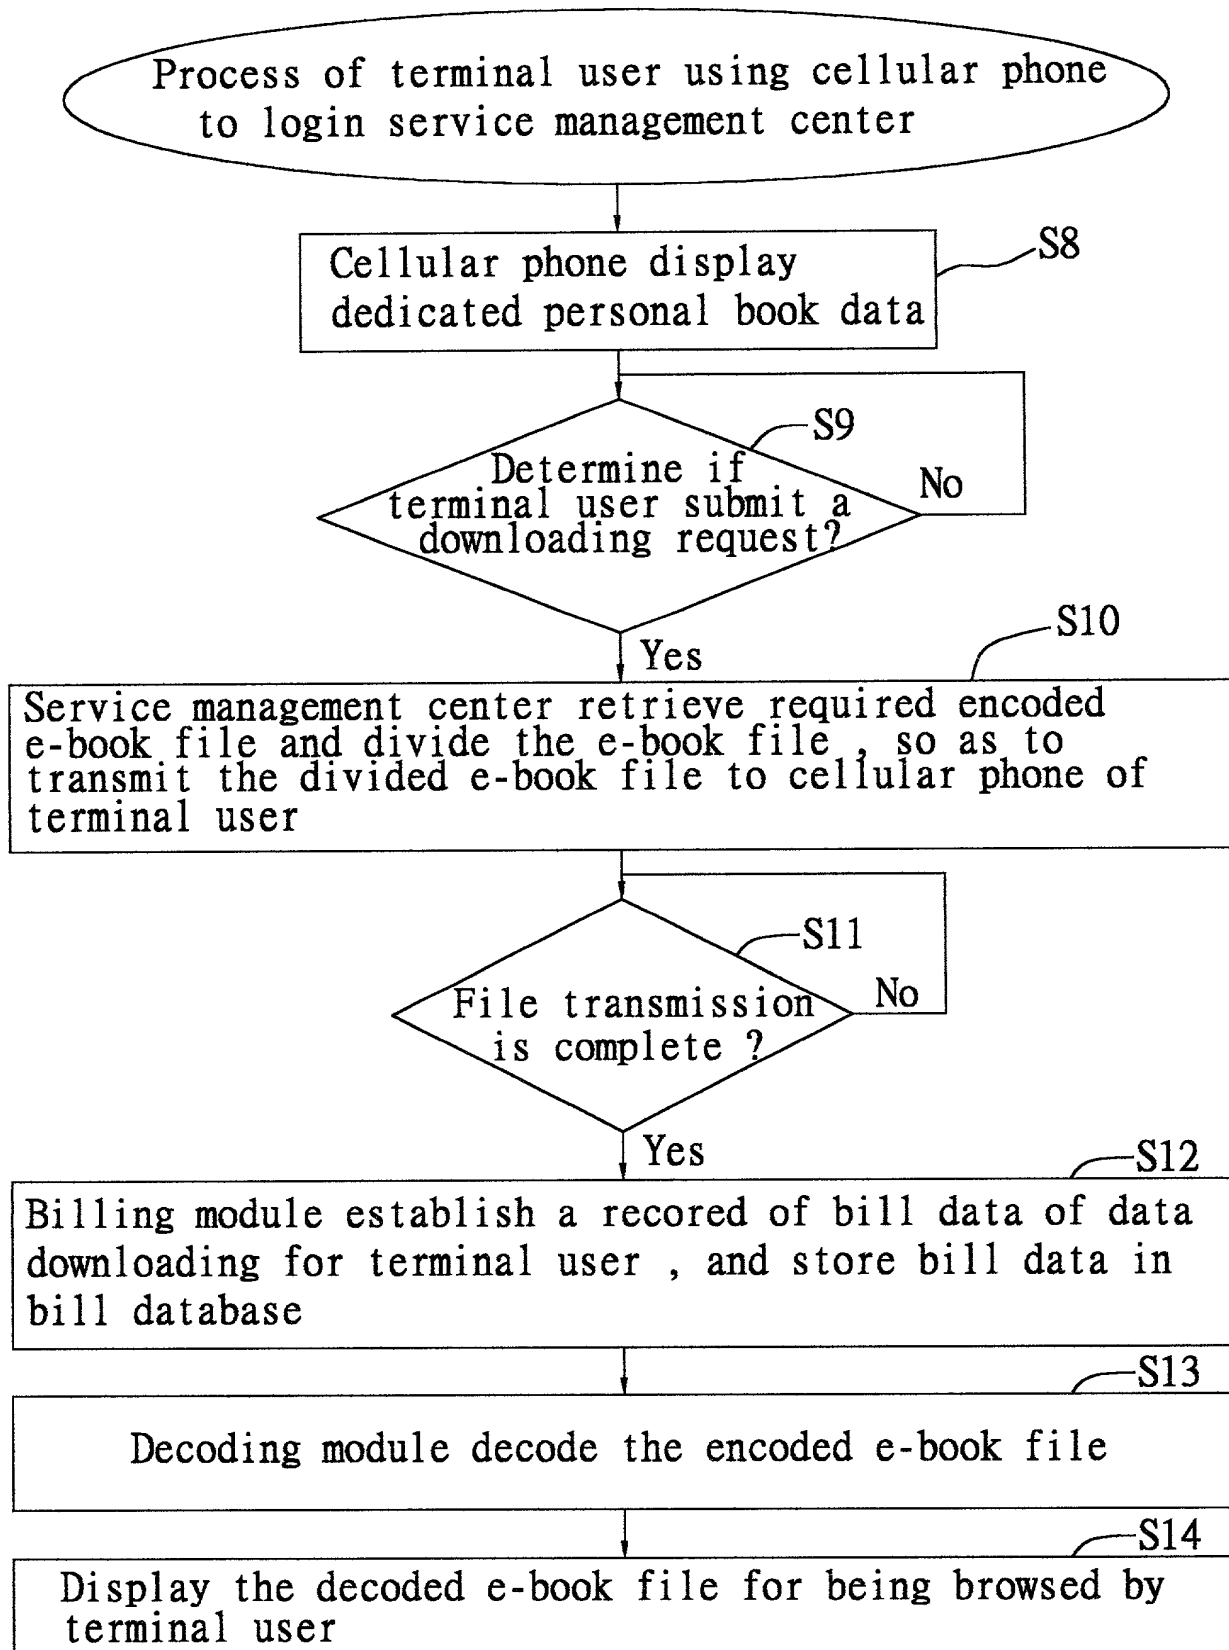 Process of terminal user using cellular phone
to login service management center
S8
Cellular phone display
dedicated personal book data
S9
Determine if
terminal user submit a
downloading request?
No
Yes
S10
Service management center retrieve required encoded
e-book file and divide the e-book file , so as to
transmit the divided e-book file to cellular phone of
terminal user
S11
File transmission
is complete ?
No
Yes
S12
Billing module establish a recored of bill data of data
downloading for terminal user , and store bill data in
bill database
S13
Decoding module decode the encoded e-book file
S14
Display the decoded e-book file for being browsed by
terminal user